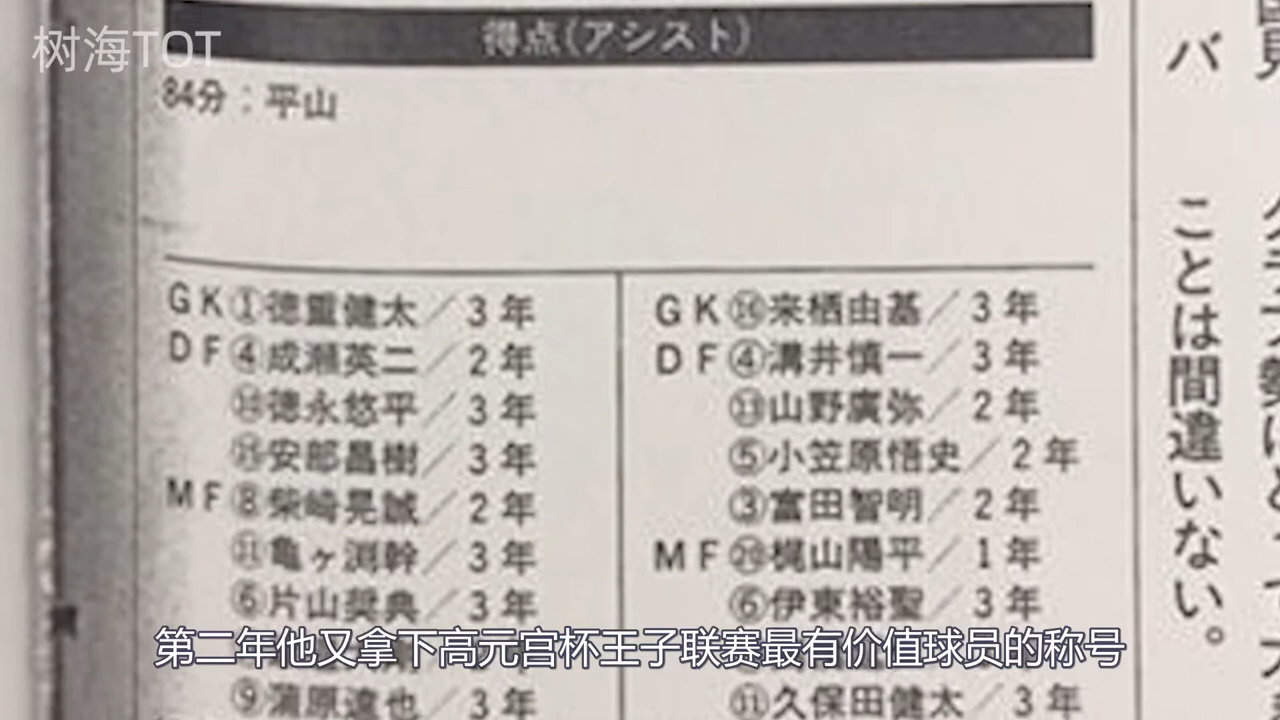 树海TOT
得点(アシスト)
84分:平山
GK①徳重健太/3年
DF④成瀬英二/2年
徳永悠平/3年
⑮安部昌樹/3年
MF⑧柴崎晃誠/2年
⑪亀ヶ渕幹/3年
⑥片山奨典/3年
⑨蒲原達也/3年
GK⑯来栖由基/3年
DF④溝井慎一/3年
⑬山野廣弥/2年
⑤小笠原悟史/2年
③富田智明/2年
MF⑳梶山陽平/1年
⑥伊東裕聖/3年
⑪久保田健太/3年
バ
ことは間違いない。
第二年他又拿下高元宫杯王子联赛最有价值球员的称号